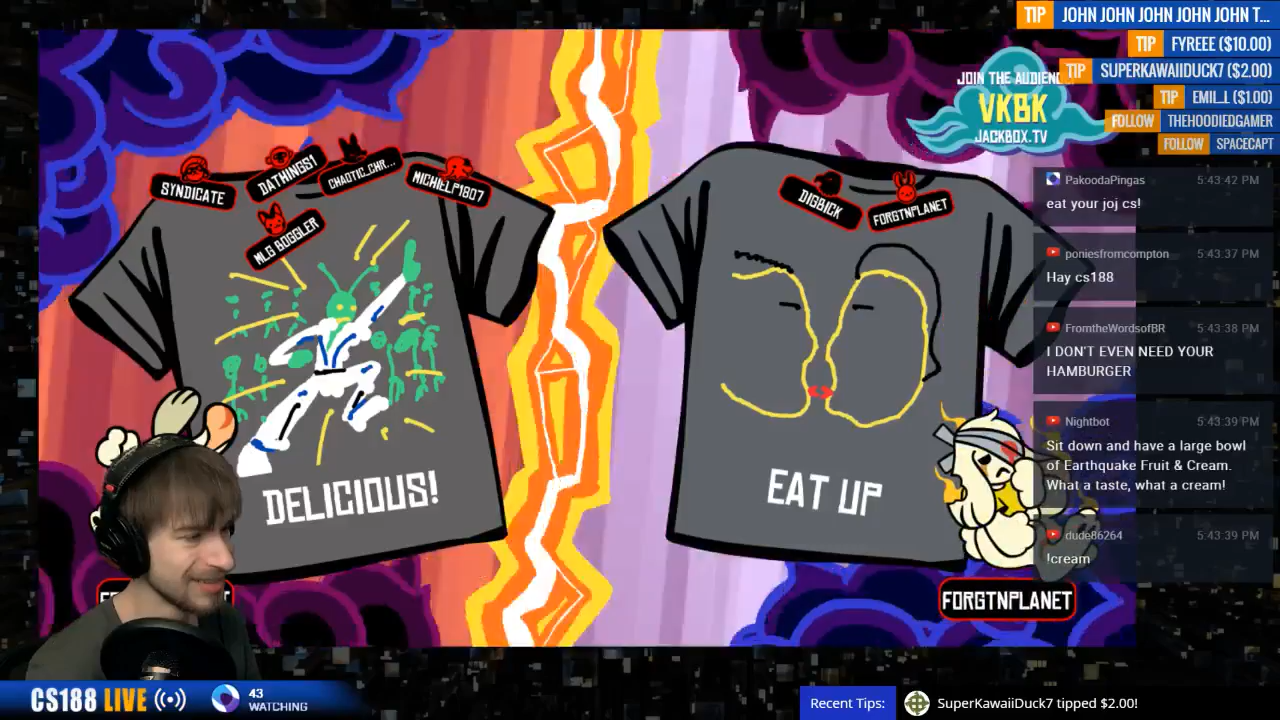 TIP JOHN JOHN JOHN JOHN JOHN T...
TIP FYREEE ($10.00)
JOIN THE AUDIENC
TIP SUPERKAWAIIDUCK7 ($2.00)
VKBK
TIP EMI...L ($1.00)
JACKBOX.TV
FOLLOW THEHOODIEDGAMER
FOLLOW SPACECAPT
SYNDICATE
DATHINGS1
CHAOTIC_CHR...
MICHIELP1807
MLG BOGGLER
DIGBICK
FORGTNPLANET
DELICIOUS!
EAT UP
PakoodaPingas 5:43:42 PM
eat your joj cs!
poniesfromcompton 5:43:37 PM
Hay cs188
FromtheWordsofBR 5:43:38 PM
I DON'T EVEN NEED YOUR
HAMBURGER
Nightbot 5:43:39 PM
Sit down and have a large bowl
of Earthquake Fruit & Cream.
What a taste, what a cream!
dude86264 5:43:39 PM
!cream
FORGTNPLANET
CS188 LIVE
43
WATCHING
Recent Tips: SuperKawaiiDuck7 tipped $2.00!